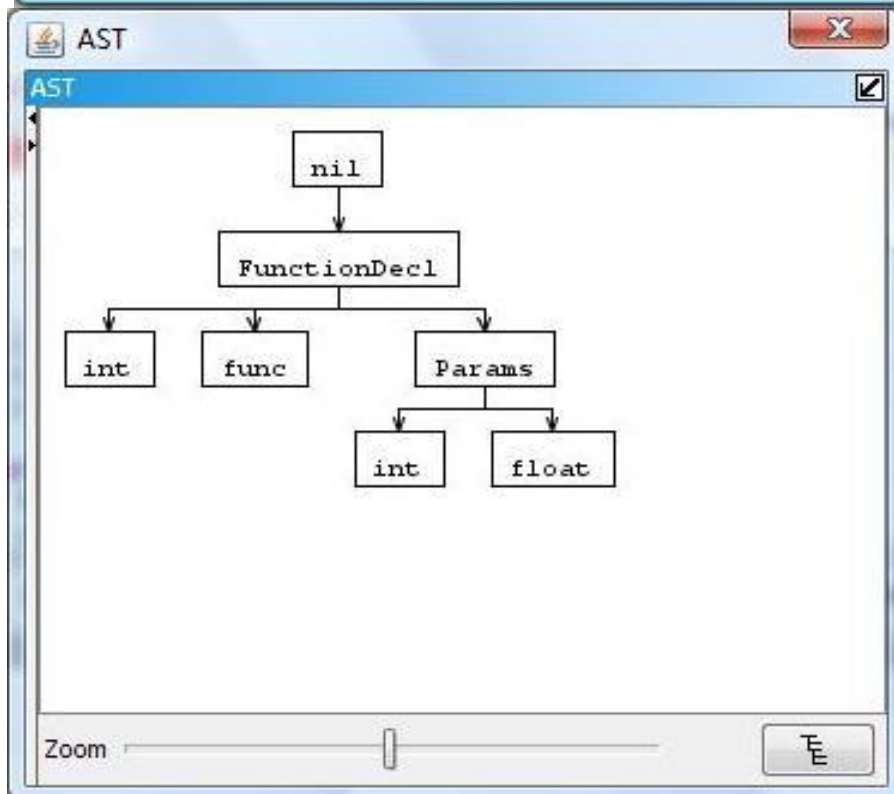 AST
AST
nil
FunctionDecl
int func Params
int float
Zoom